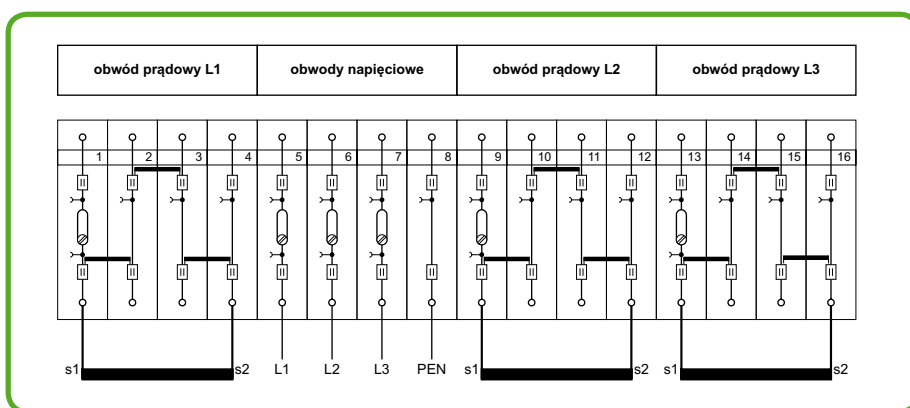 obwód prądowy L1 obwody napięciowe obwód prądowy L2 obwód prądowy L3
1 2 3 4 5 6 7 8 9 10 11 12 13 14 15 16
s1 s2 L1 L2 L3 PEN s1 s2 s1 s2